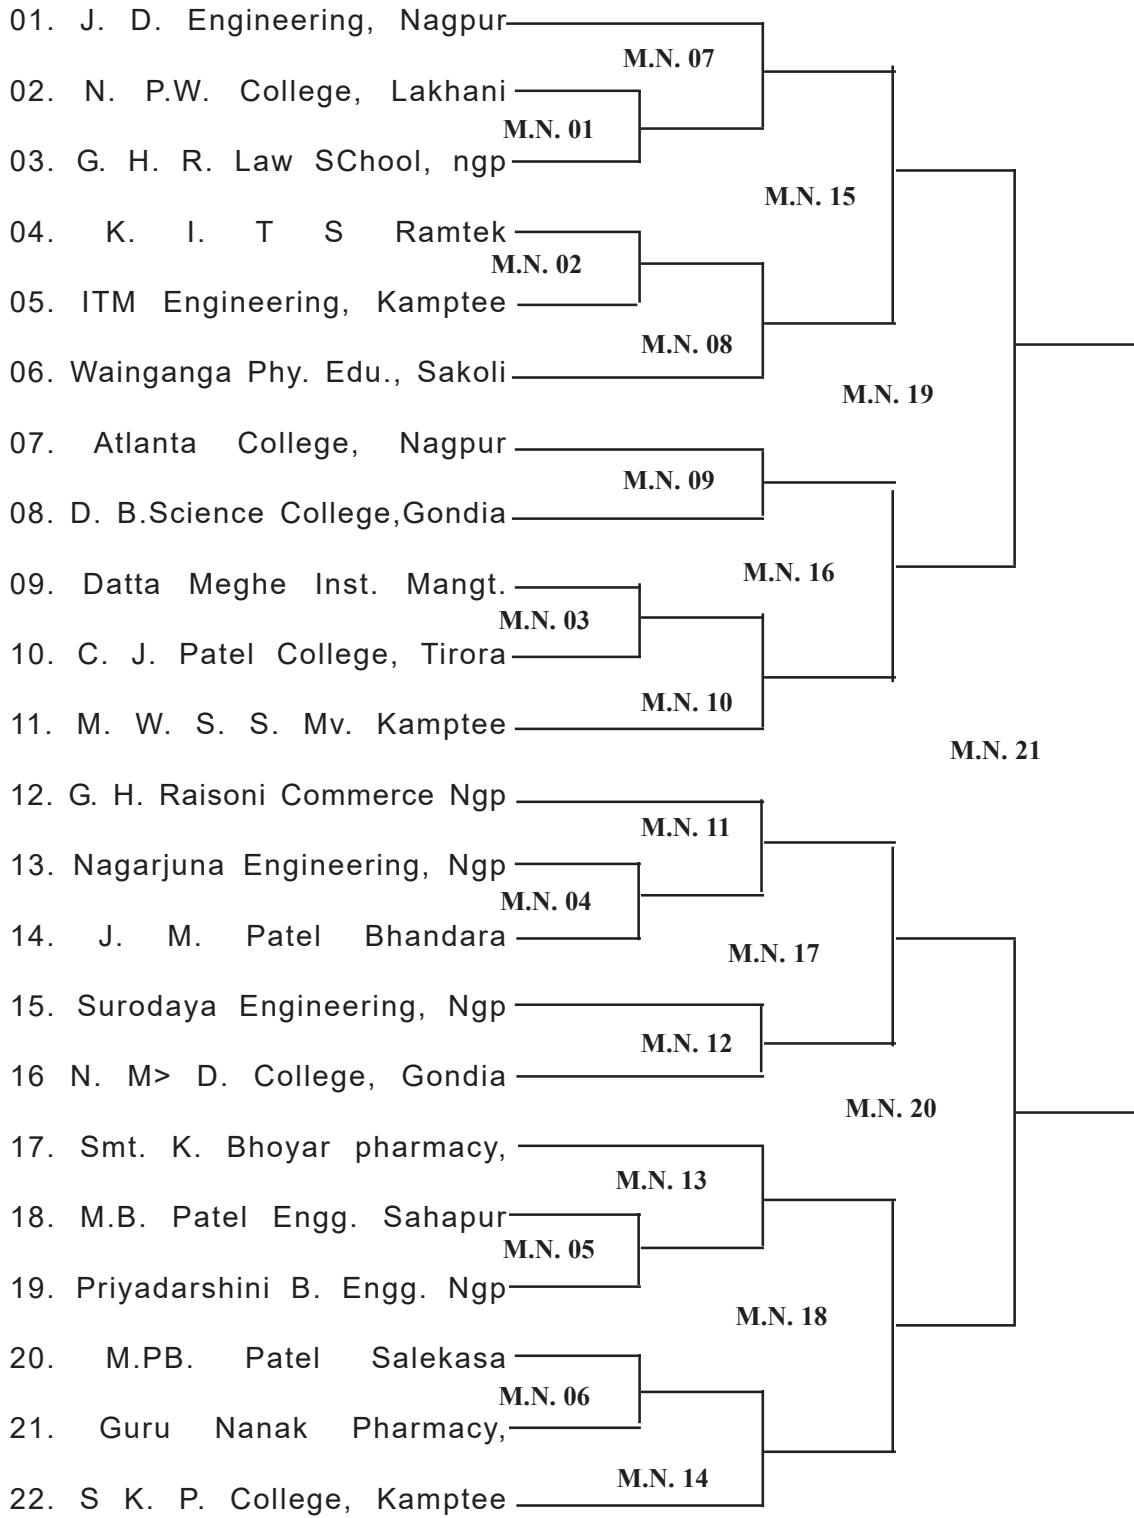 01. J. D. Engineering, Nagpur
M.N. 07
02. N. P.W. College, Lakhani
M.N. 01
03. G. H. R. Law SChool, ngp
M.N. 15
04. K. I. T S Ramtek
M.N. 02
05. ITM Engineering, Kamptee
M.N. 08
06. Wainganga Phy. Edu., Sakoli
M.N. 19
07. Atlanta College, Nagpur
M.N. 09
08. D. B.Science College,Gondia
M.N. 16
09. Datta Meghe Inst. Mangt.
M.N. 03
10. C. J. Patel College, Tirora
M.N. 10
11. M. W. S. S. Mv. Kamptee
M.N. 21
12. G. H. Raisoni Commerce Ngp
M.N. 11
13. Nagarjuna Engineering, Ngp
M.N. 04
14. J. M. Patel Bhandara
M.N. 17
15. Surodaya Engineering, Ngp
M.N. 12
16 N. M> D. College, Gondia
M.N. 20
17. Smt. K. Bhoyar pharmacy,
M.N. 13
18. M.B. Patel Engg. Sahapur
M.N. 05
19. Priyadarshini B. Engg. Ngp
M.N. 18
20. M.PB. Patel Salekasa
M.N. 06
21. Guru Nanak Pharmacy,
M.N. 14
22. S K. P. College, Kamptee